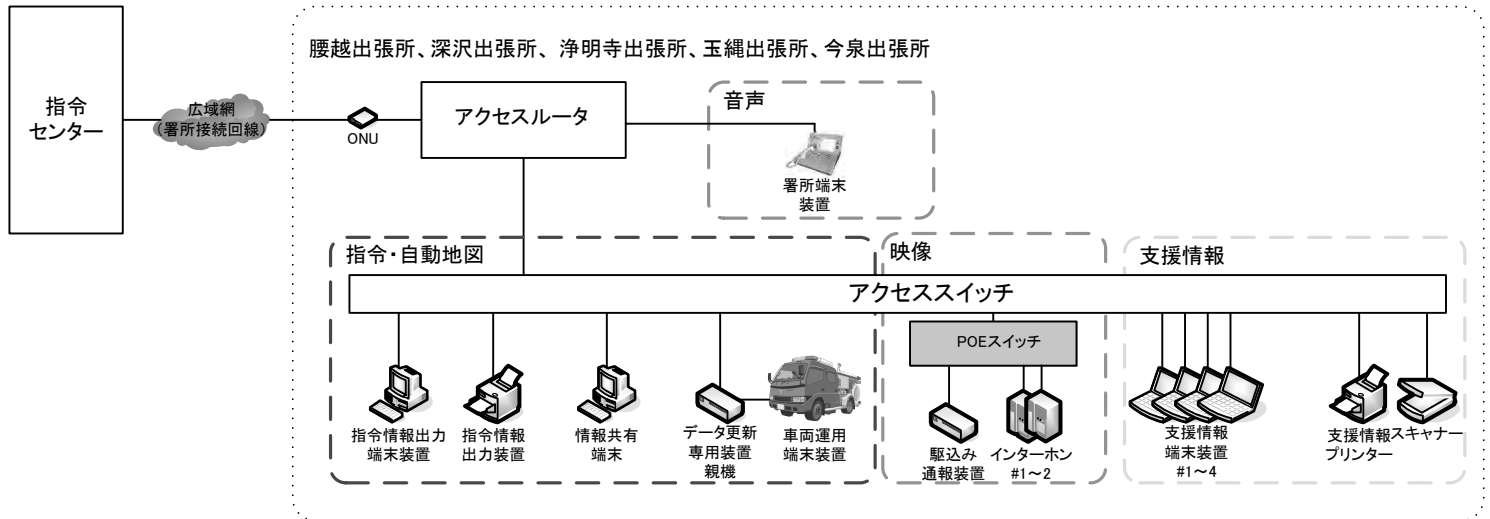 腰越出張所、深沢出張所、浄明寺出張所、玉縄出張所、今泉出張所
指令
センター
広域網
(署所接続回線)
ONU
アクセスルータ
音声
署所端末
装置
指令・自動地図
映像
支援情報
アクセススイッチ
POEスイッチ
指令情報出力
端末装置
指令情報
出力装置
情報共有
端末
データ更新
専用装置
親機
車両運用
端末装置
駆込み
通報装置
インターホン
#1~2
支援情報
端末装置
#1~4
支援情報
プリンター
スキャナー